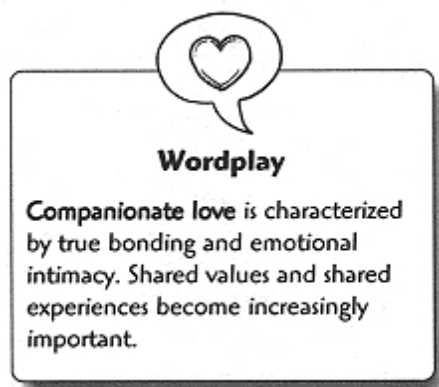 Wordplay
Companionate love is characterized
by true bonding and emotional
intimacy. Shared values and shared
experiences become increasingly
important.